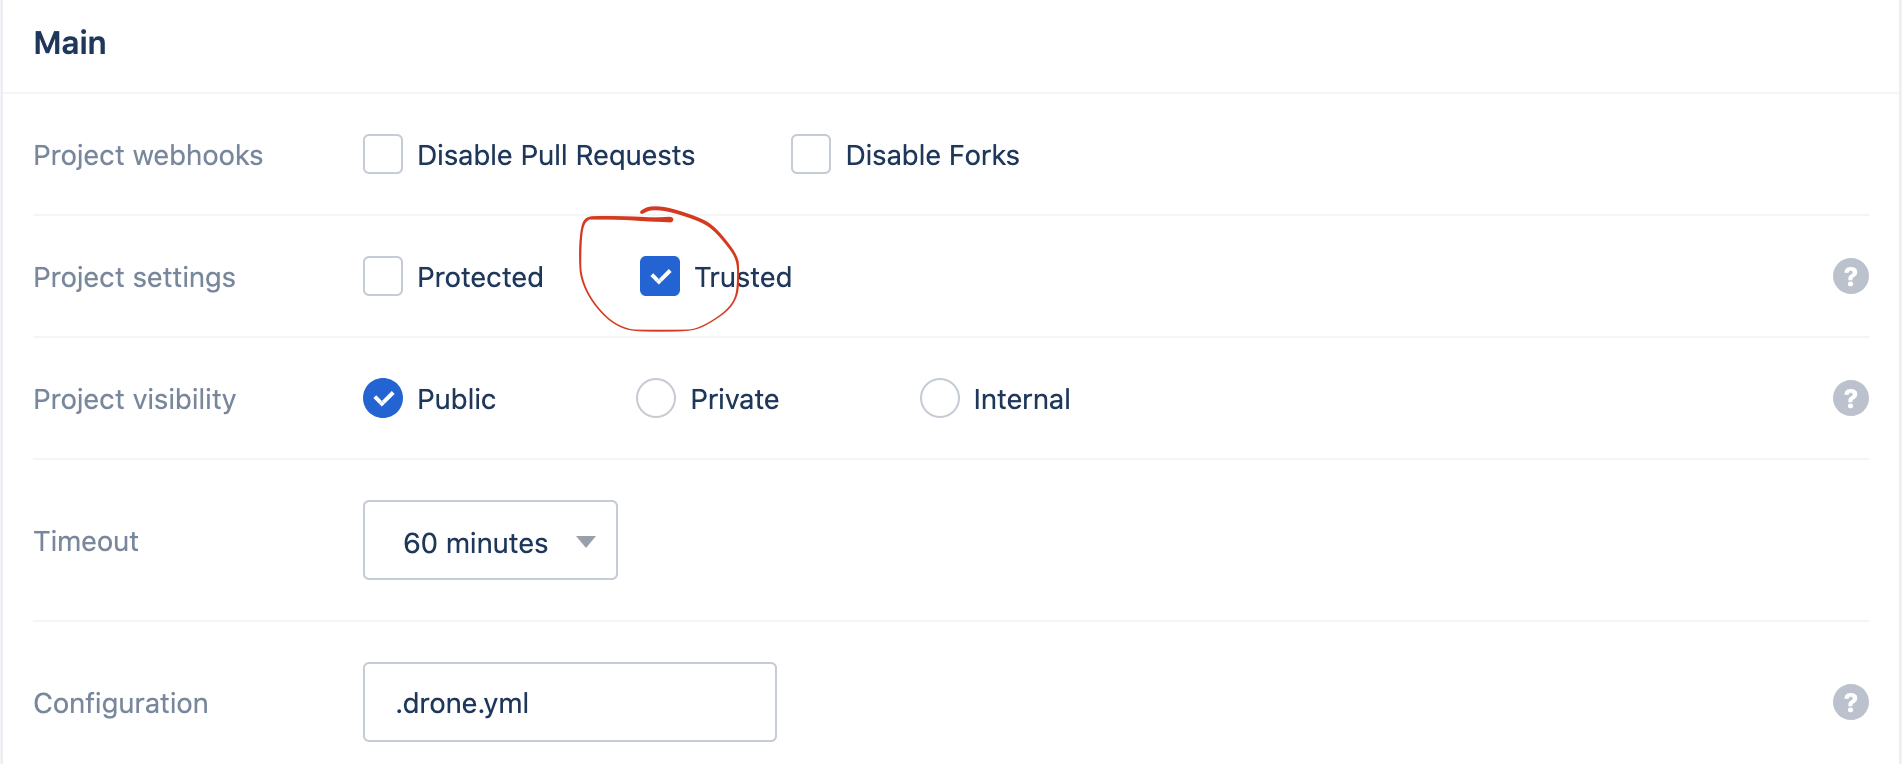 Main
Project webhooks Disable Pull Requests Disable Forks
Project settings Protected Trusted ?
Project visibility Public Private Internal ?
Timeout 60 minutes
Configuration .drone.yml ?